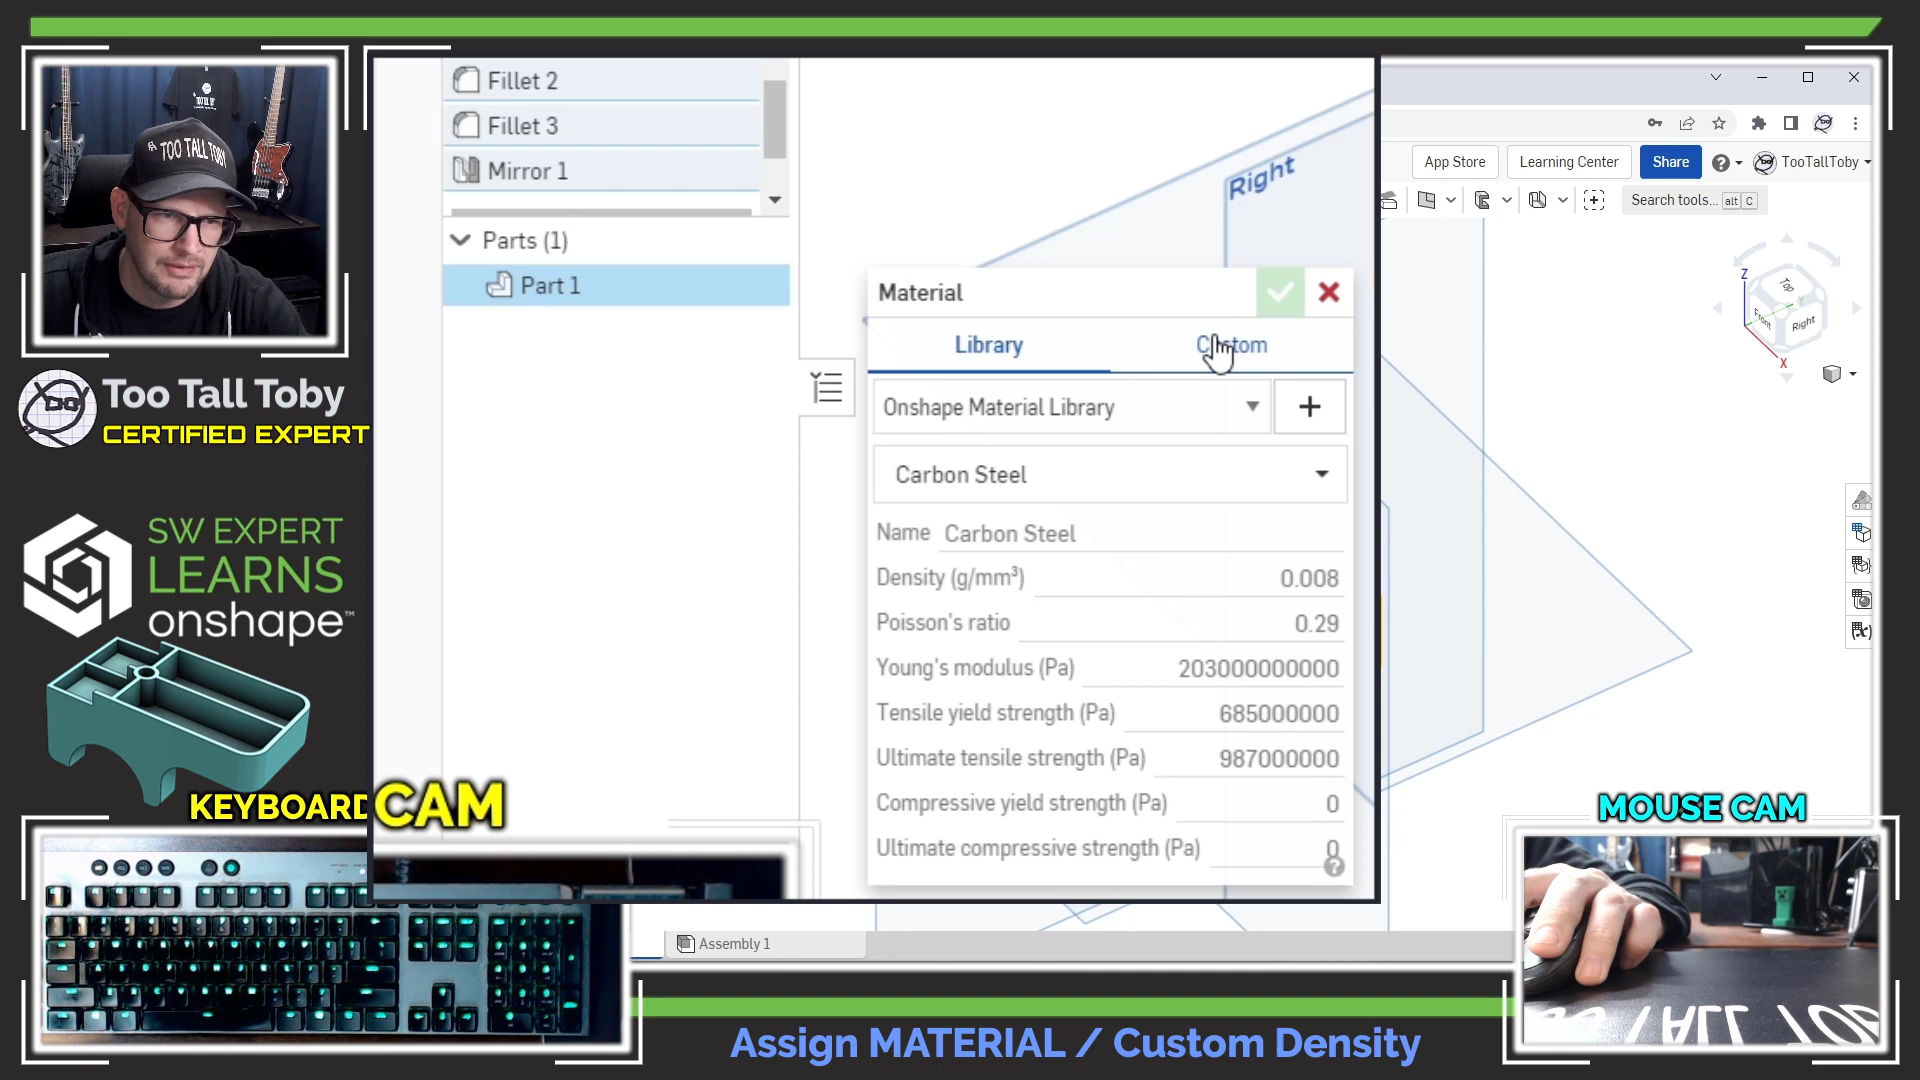 TOO TALL TOBY
Too Tall Toby
CERTIFIED EXPERT
SW EXPERT
LEARNS
onshape™
KEYBOARD CAM
Fillet 2
Fillet 3
Mirror 1
Parts (1)
Part 1
Right
Material
Library
Custom
Onshape Material Library
+
Carbon Steel
Name Carbon Steel
Density (g/mm³) 0.008
Poisson's ratio 0.29
Young's modulus (Pa) 203000000000
Tensile yield strength (Pa) 685000000
Ultimate tensile strength (Pa) 987000000
Compressive yield strength (Pa) 0
Ultimate compressive strength (Pa) 0
App Store
Learning Center
Share
TooTallToby
Search tools... alt C
Z
Top
Front
Right
X
(x)
Assembly 1
MOUSE CAM
Assign MATERIAL / Custom Density